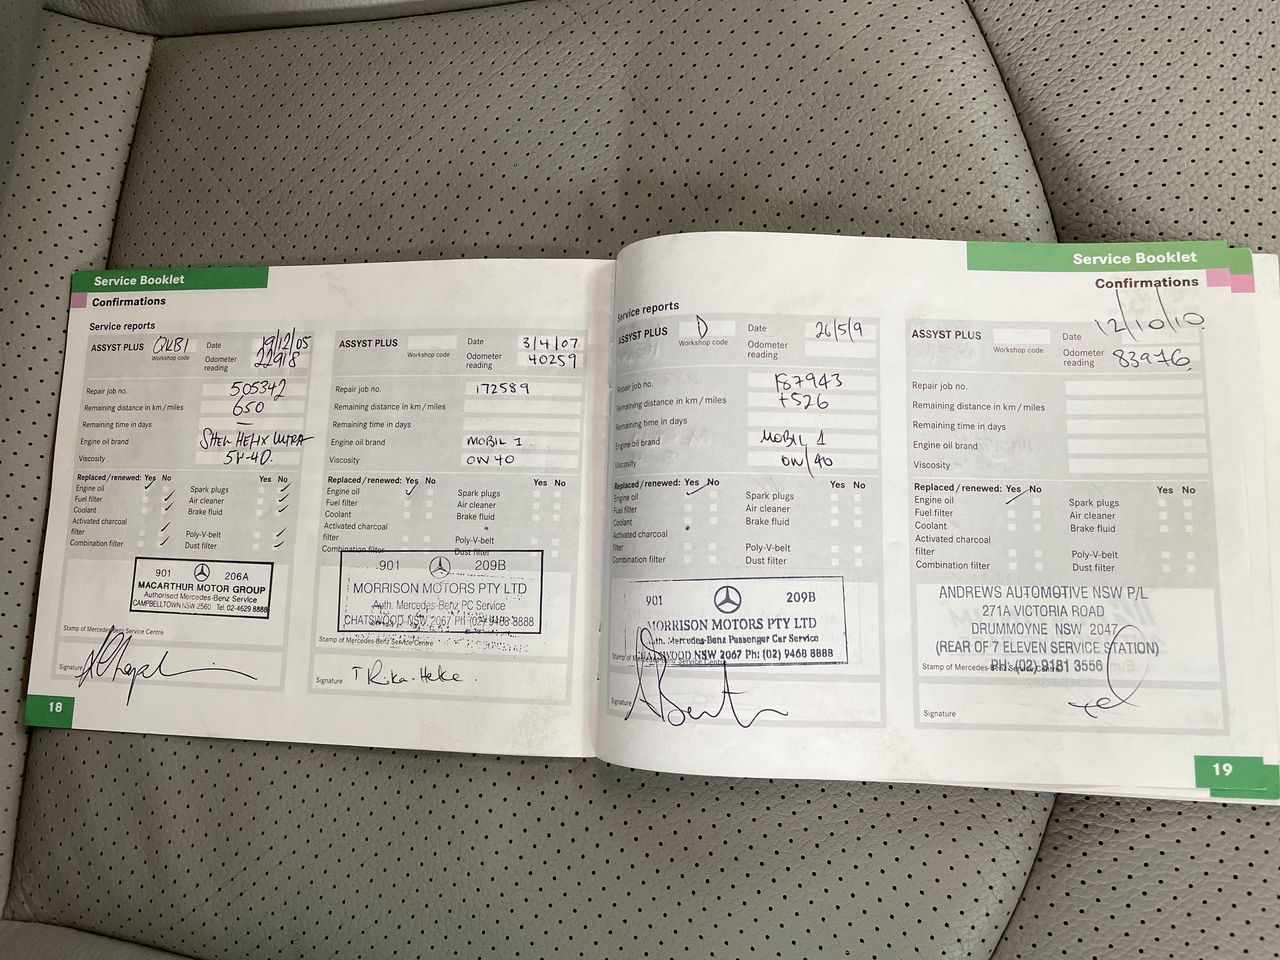 Service Booklet
Confirmations
Service reports
ASSYST PLUS
Workshop code
Date 19/12/05
Odometer reading 22918
Repair job no. 505342
Remaining distance in km / miles 650
Remaining time in days —
Engine oil brand SHELL HELIX ULTRA
Viscosity 5W-40
Replaced / renewed: Yes No
Yes No
Engine oil
Spark plugs
Fuel filter
Air cleaner
Coolant
Brake fluid
Activated charcoal filter
Poly-V-belt
Combination filter
Dust filter
901 206A
MACARTHUR MOTOR GROUP
Authorised Mercedes-Benz Service
CAMPBELLTOWN NSW 2560 Tel. 02-4629 8888
Stamp of Mercedes-Benz Service Centre
Signature
18
ASSYST PLUS
Workshop code
Date 3/4/07
Odometer reading 40259
Repair job no. 172589
Remaining distance in km / miles
Remaining time in days
Engine oil brand MOBIL 1
Viscosity 0W40
Replaced / renewed: Yes No
Yes No
Engine oil
Spark plugs
Fuel filter
Air cleaner
Coolant
Brake fluid
Activated charcoal filter
Poly-V-belt
Combination filter
Dust filter
901 209B
MORRISON MOTORS PTY LTD
Auth. Mercedes-Benz PC Service
CHATSWOOD NSW 2067 PH (02) 9468 8888
Stamp of Mercedes-Benz Service Centre
Signature T Rika-Heke.
Service Booklet
Confirmations
Service reports
ASSYST PLUS D
Workshop code
Date 26/5/9
Odometer reading
Repair job no. 187943
Remaining distance in km / miles +526
Remaining time in days
Engine oil brand MOBIL 1
Viscosity 0W/40
Replaced / renewed: Yes No
Yes No
Engine oil
Spark plugs
Fuel filter
Air cleaner
Coolant
Brake fluid
Activated charcoal filter
Poly-V-belt
Combination filter
Dust filter
901 209B
MORRISON MOTORS PTY LTD
Auth. Mercedes-Benz Passenger Car Service
CHATSWOOD NSW 2067 Ph: (02) 9468 8888
Stamp of Mercedes-Benz Service Centre
Signature
ASSYST PLUS
Workshop code
Date 12/10/10
Odometer reading 83976
Repair job no.
Remaining distance in km / miles
Remaining time in days
Engine oil brand
Viscosity
Replaced / renewed: Yes No
Yes No
Engine oil
Spark plugs
Fuel filter
Air cleaner
Coolant
Brake fluid
Activated charcoal filter
Poly-V-belt
Combination filter
Dust filter
ANDREWS AUTOMOTIVE NSW P/L
271A VICTORIA ROAD
DRUMMOYNE NSW 2047
(REAR OF 7 ELEVEN SERVICE STATION)
PH: (02) 9181 3556
Stamp of Mercedes-Benz Service Centre
Signature
19